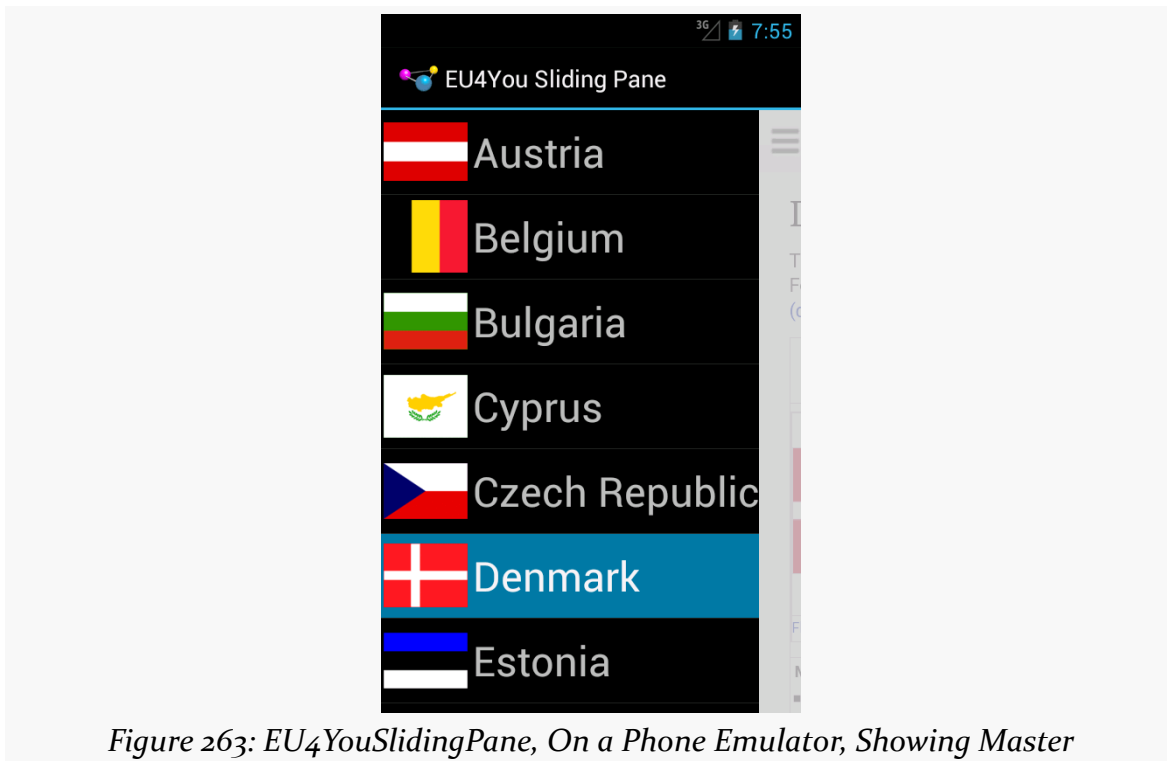 3G 7:55
EU4You Sliding Pane
Austria
Belgium
Bulgaria
Cyprus
Czech Republic
Denmark
Estonia
Figure 263: EU4YouSlidingPane, On a Phone Emulator, Showing Master